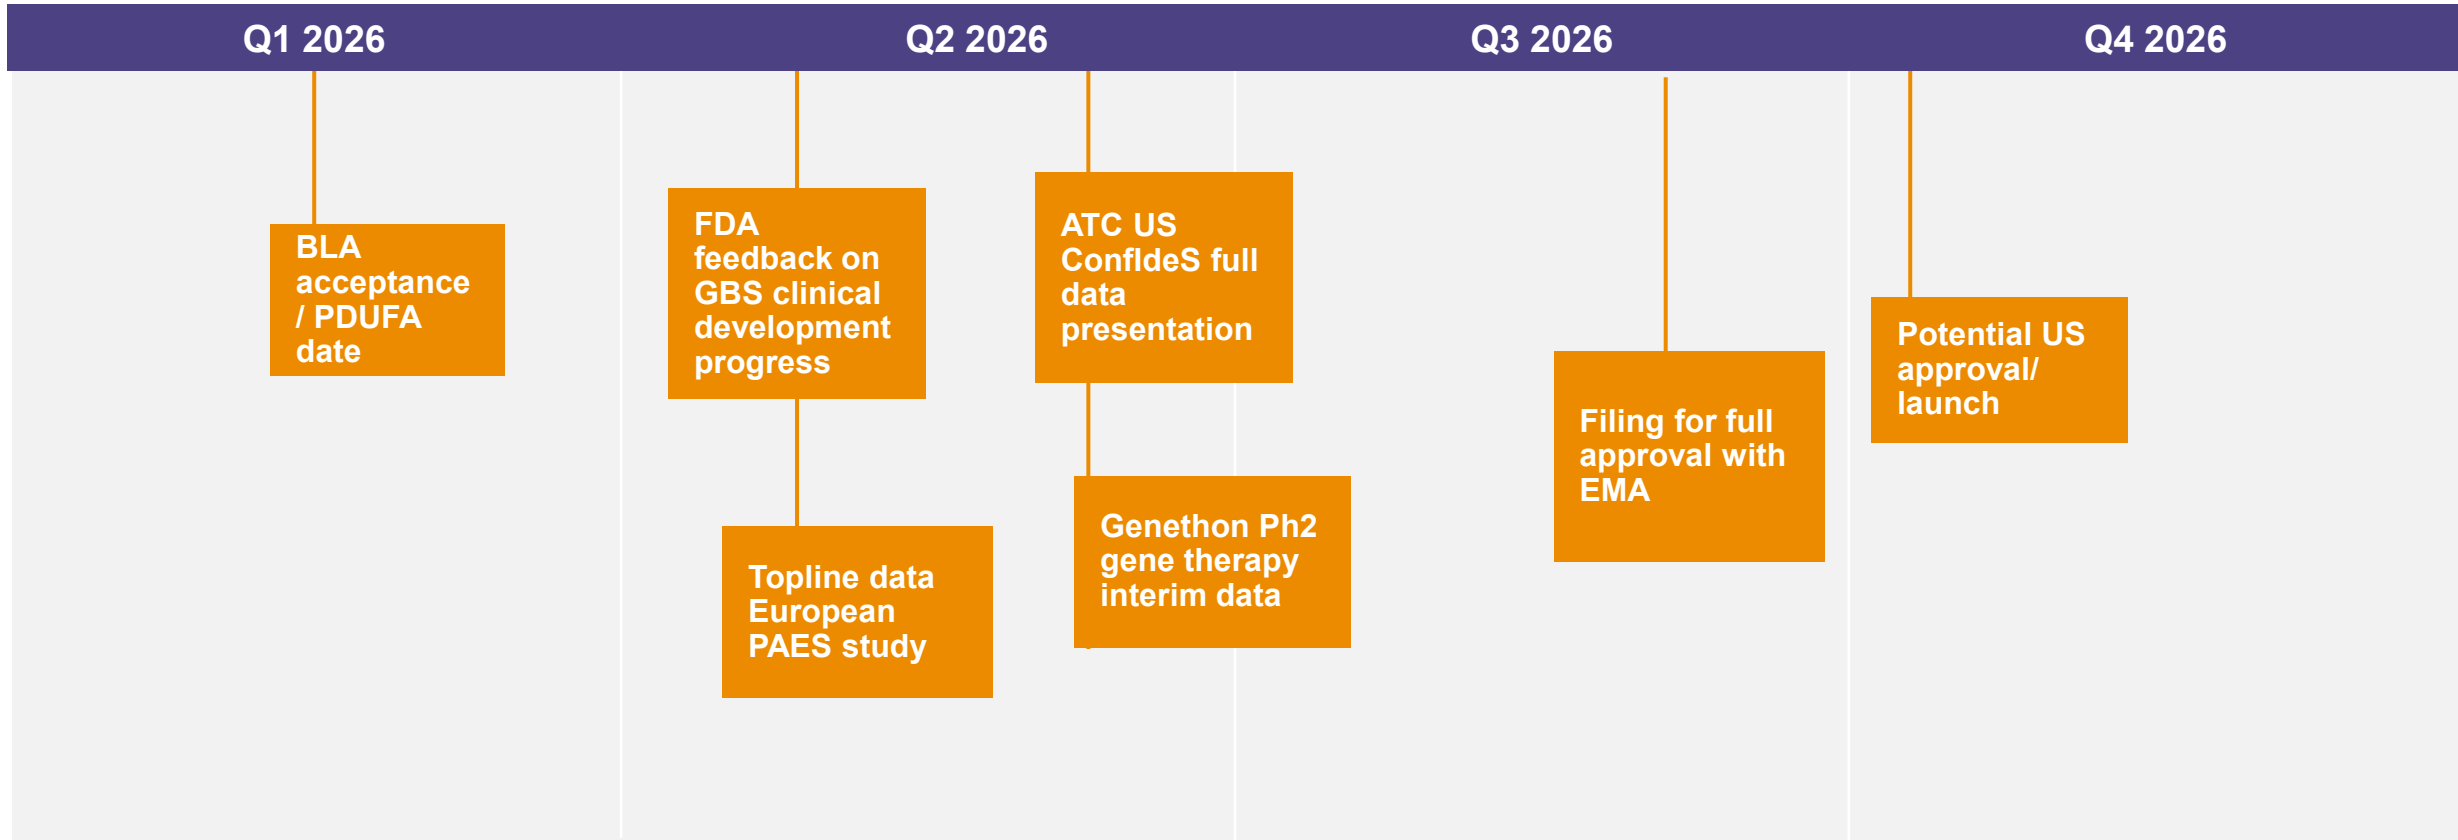 Q1 2026
Q2 2026
Q3 2026
Q4 2026
BLA
acceptance
/ PDUFA
date
FDA
feedback on
GBS clinical
development
progress
Topline data
European
PAES study
ATC US
ConfIdeS full
data
presentation
Genethon Ph2
gene therapy
interim data
Filing for full
approval with
EMA
Potential US
approval/
launch